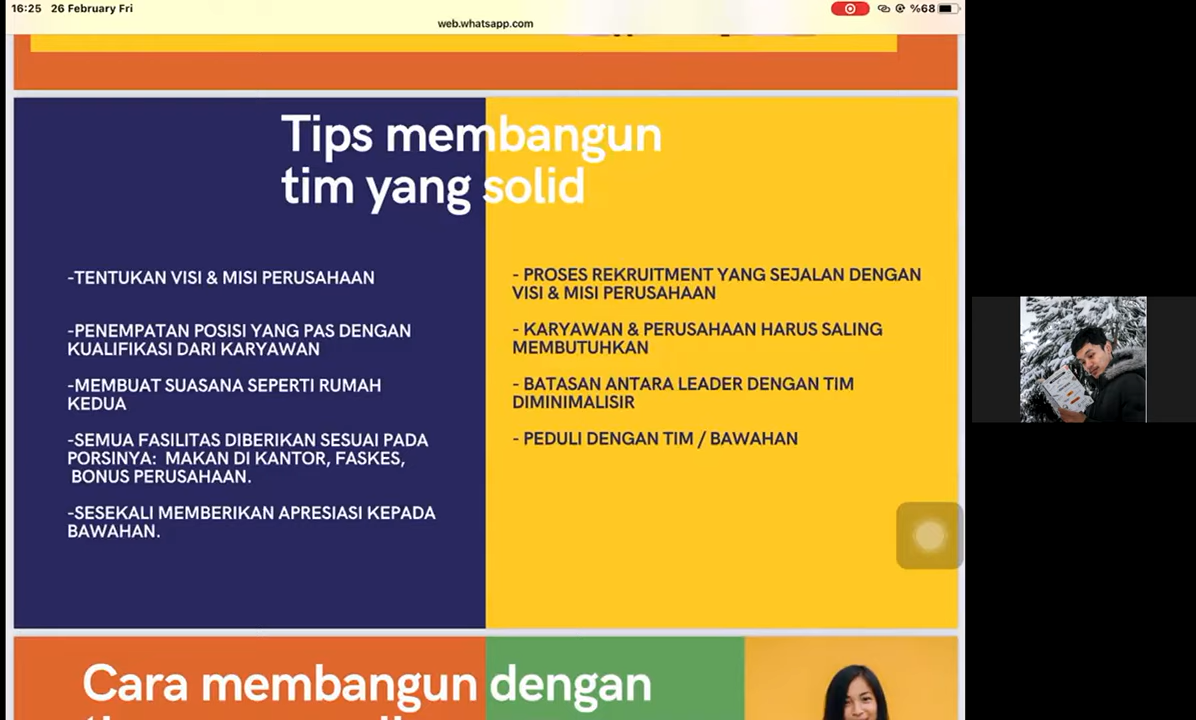 16:25 26 February Fri
%68
web.whatsapp.com
Tips membangun
tim yang solid
-TENTUKAN VISI & MISI PERUSAHAAN
-PENEMPATAN POSISI YANG PAS DENGAN
KUALIFIKASI DARI KARYAWAN
-MEMBUAT SUASANA SEPERTI RUMAH
KEDUA
-SEMUA FASILITAS DIBERIKAN SESUAI PADA
PORSINYA: MAKAN DI KANTOR, FASKES,
BONUS PERUSAHAAN.
-SESEKALI MEMBERIKAN APRESIASI KEPADA
BAWAHAN.
- PROSES REKRUITMENT YANG SEJALAN DENGAN
VISI & MISI PERUSAHAAN
- KARYAWAN & PERUSAHAAN HARUS SALING
MEMBUTUHKAN
- BATASAN ANTARA LEADER DENGAN TIM
DIMINIMALISIR
- PEDULI DENGAN TIM / BAWAHAN
Cara membangun dengan